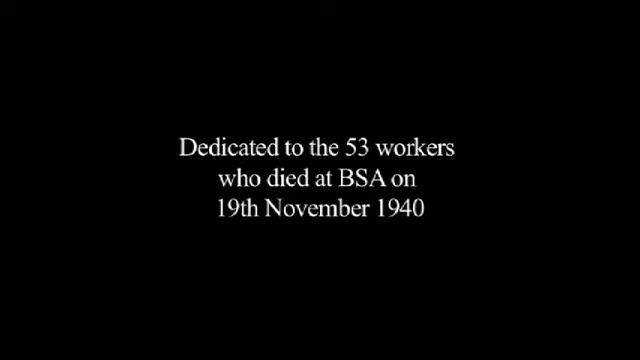 Dedicated to the 53 workers
who died at BSA on
19th November 1940